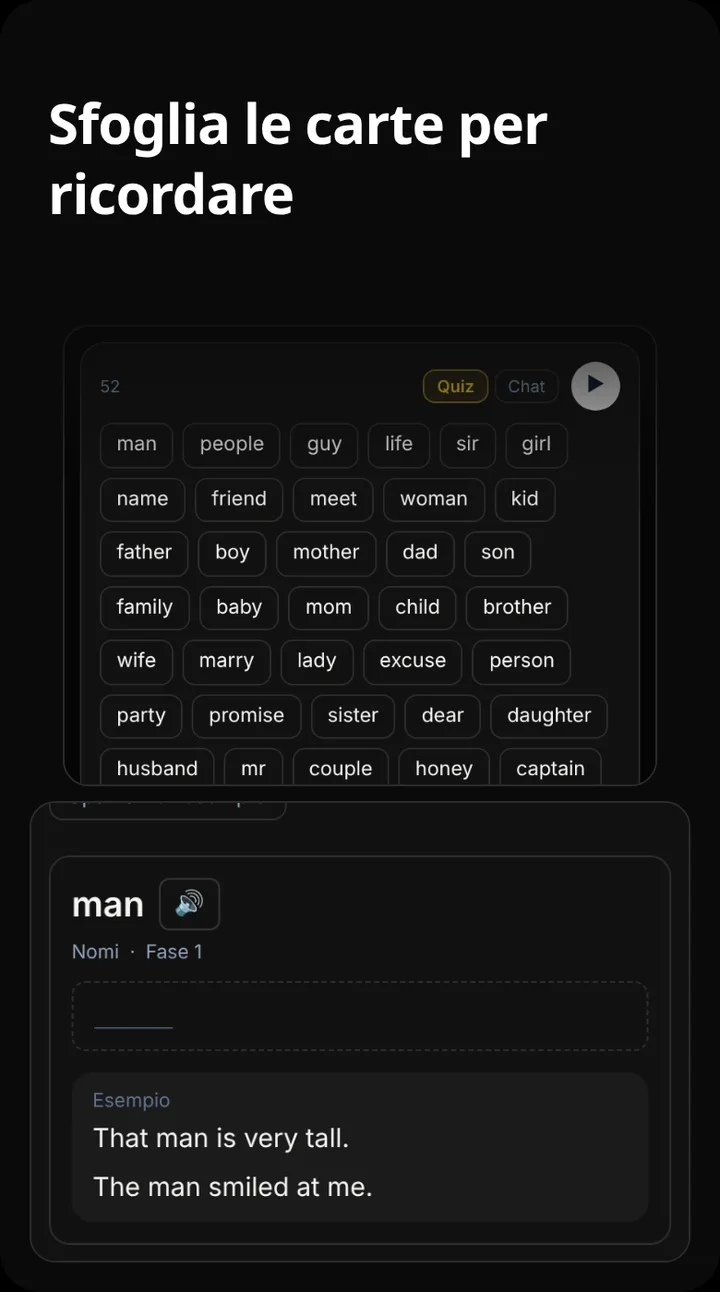 Sfoglia le carte per
ricordare
52 Quiz Chat
man people guy life sir girl
name friend meet woman kid
father boy mother dad son
family baby mom child brother
wife marry lady excuse person
party promise sister dear daughter
husband mr couple honey captain
man
Nomi · Fase 1
Esempio
That man is very tall.
The man smiled at me.